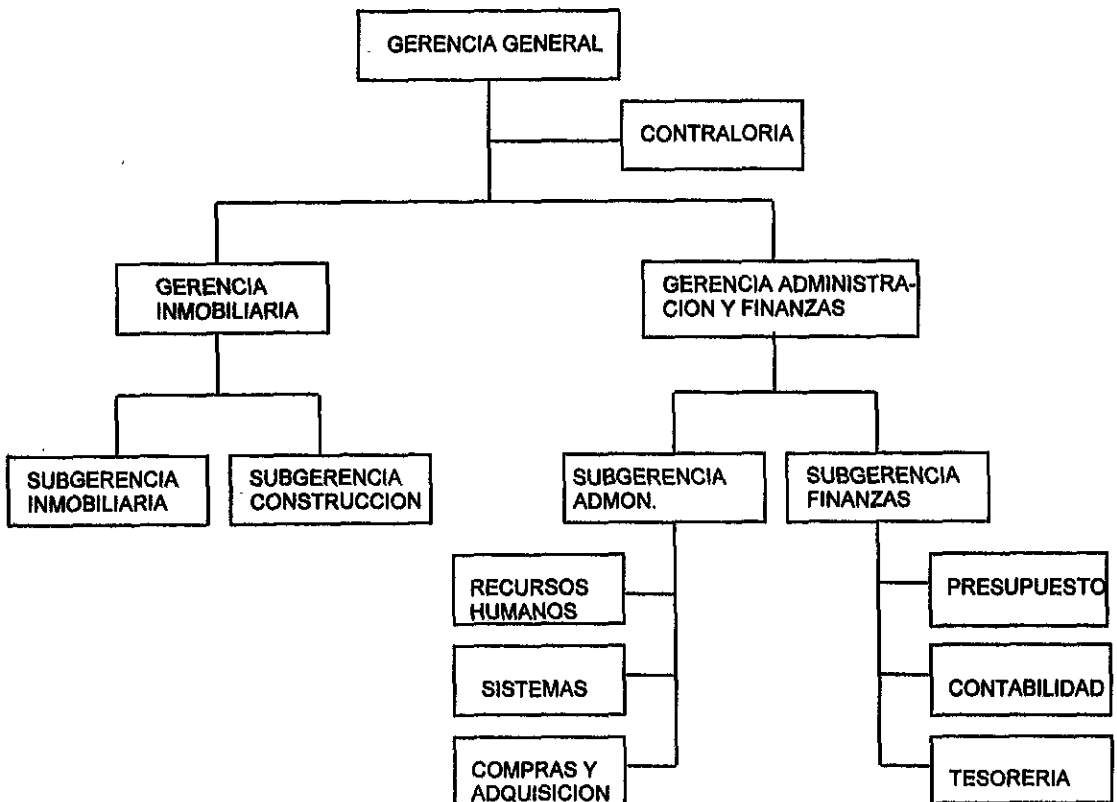 GERENCIA GENERAL
CONTRALORIA
GERENCIA
INMOBILIARIA
GERENCIA ADMINISTRA-
CION Y FINANZAS
SUBGERENCIA
INMOBILIARIA
SUBGERENCIA
CONSTRUCCION
SUBGERENCIA
ADMON.
SUBGERENCIA
FINANZAS
RECURSOS
HUMANOS
PRESUPUESTO
SISTEMAS
CONTABILIDAD
COMPRAS Y
ADQUISICION
TESORERIA